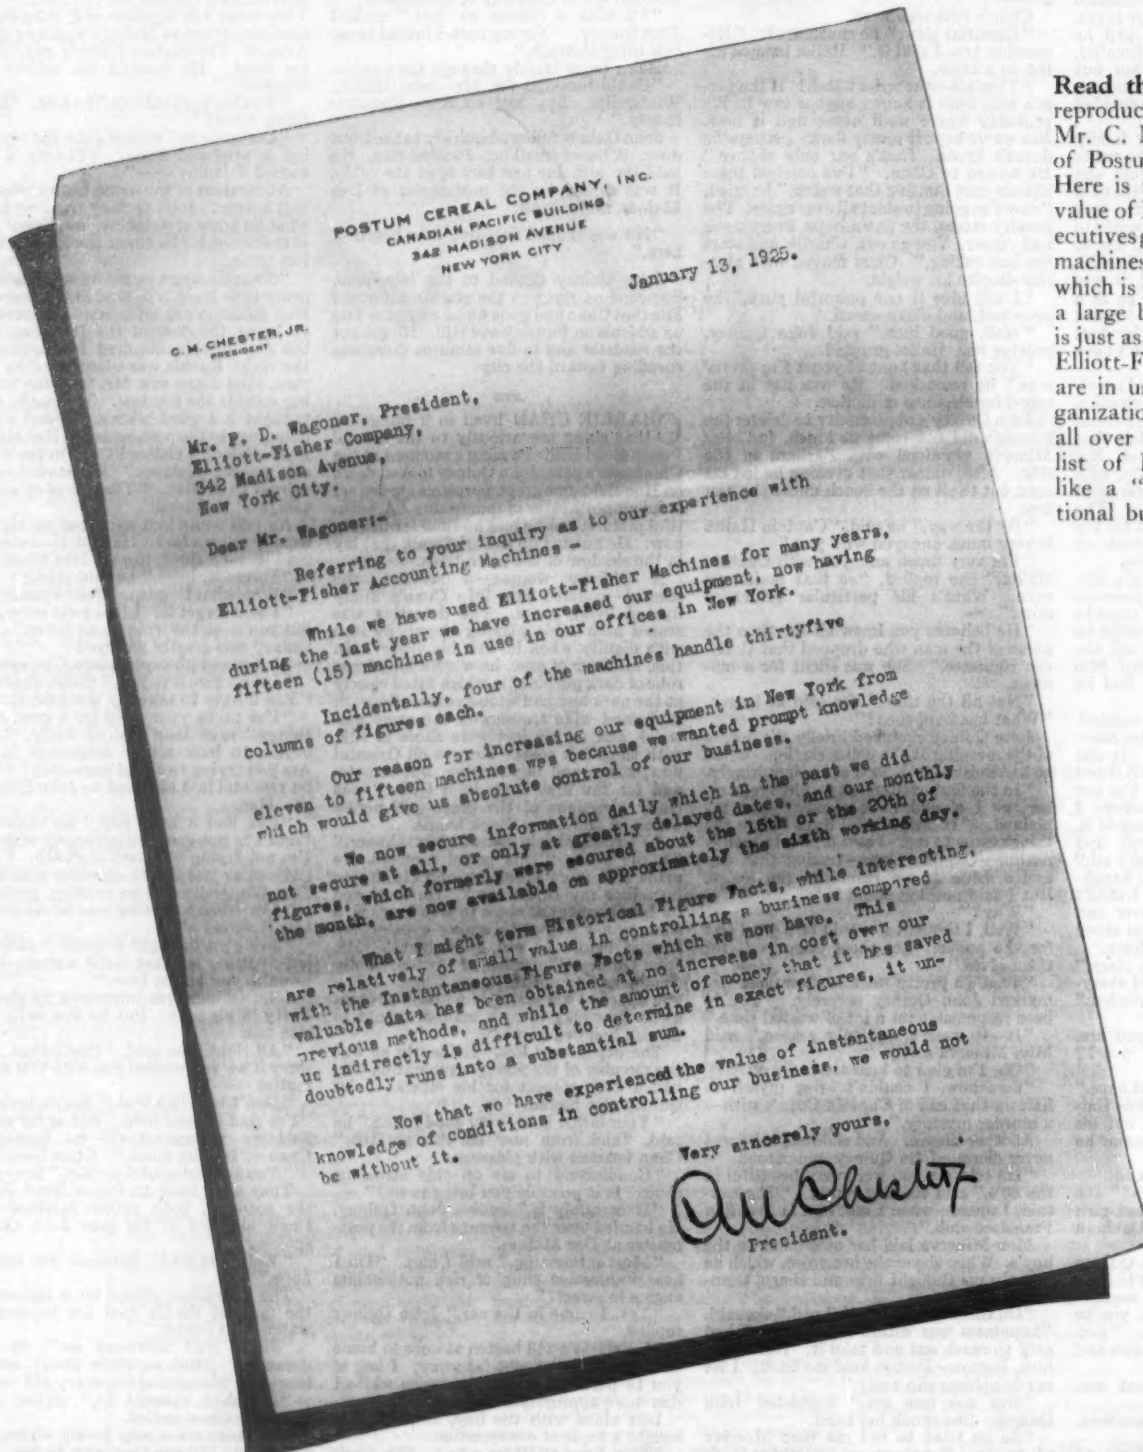 POSTUM CEREAL COMPANY, INC.
CANADIAN PACIFIC BUILDING
342 MADISON AVENUE
NEW YORK CITY
January 13, 1925.
C. M. CHESTER, JR.
PRESIDENT
Mr. P. D. Wagoner, President,
Elliott-Fisher Company,
342 Madison Avenue,
New York City.
Dear Mr. Wagoner:-
Referring to your inquiry as to our experience with
Elliott-Fisher Accounting Machines -
While we have used Elliott-Fisher Machines for many years,
during the last year we have increased our equipment, now having
fifteen (15) machines in use in our offices in New York.
Incidentally, four of the machines handle thirtyfive
columns of figures each.
Our reason for increasing our equipment in New York from
eleven to fifteen machines was because we wanted prompt knowledge
which would give us absolute control of our business.
We now secure information daily which in the past we did
not secure at all, or only at greatly delayed dates, and our monthly
figures, which formerly were secured about the 15th or the 20th of
the month, are now available on approximately the sixth working day.
What I might term Historical Figure Facts, while interesting,
are relatively of small value in controlling a business compared
with the Instantaneous Figure Facts which we now have. This
valuable data has been obtained at no increase in cost over our
previous methods, and while the amount of money that it has saved
us indirectly is difficult to determine in exact figures, it un-
doubtedly runs into a substantial sum.
Now that we have experienced the value of instantaneous
knowledge of conditions in controlling our business, we would not
be without it.
Very sincerely yours,
CMChester Jr
President.
Read th
reproduc
Mr. C. 
of Postur
Here is
value of
ecutives g
machines
which is
a large b
is just as
Elliott-F
are in us
ganizatio
all over
list of
like a "
tional bu